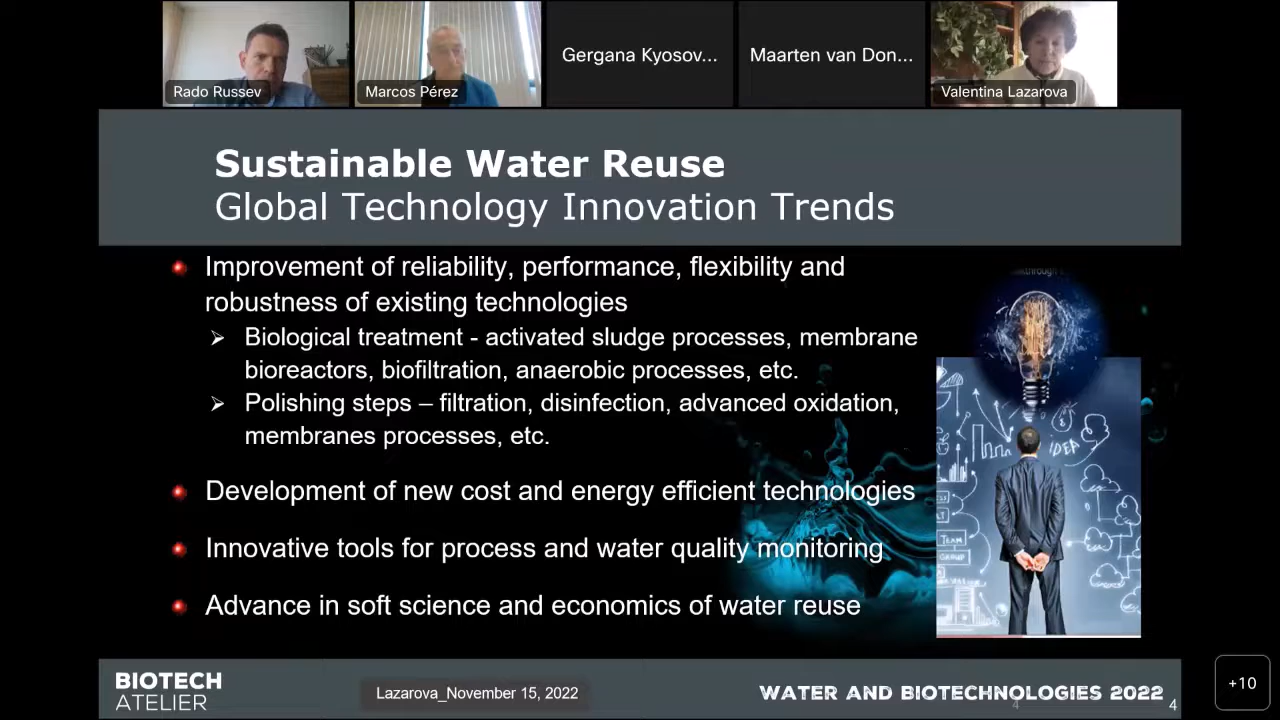 Gergana Kyosov...
Maarten van Don...
Rado Russev
Marcos Pérez
Valentina Lazarova
Sustainable Water Reuse
Global Technology Innovation Trends
Improvement of reliability, performance, flexibility and
robustness of existing technologies
Biological treatment - activated sludge processes, membrane
bioreactors, biofiltration, anaerobic processes, etc.
Polishing steps – filtration, disinfection, advanced oxidation,
membranes processes, etc.
Development of new cost and energy efficient technologies
Innovative tools for process and water quality monitoring
Advance in soft science and economics of water reuse
IDEA
TEAM
GROUP
BIOTECH
ATELIER
Lazarova_November 15, 2022
WATER AND BIOTECHNOLOGIES 2022
4
4
+10